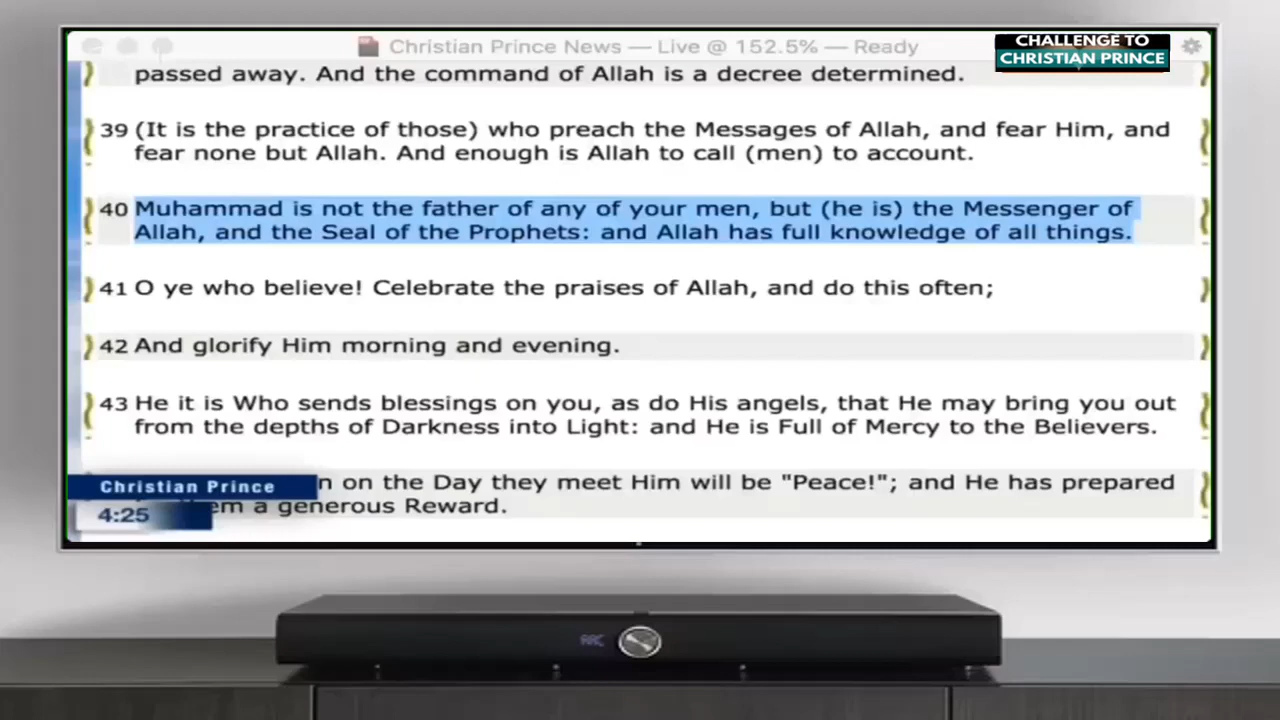 Christian Prince News — Live @ 152.5% — Ready
CHALLENGE TO
CHRISTIAN PRINCE
passed away. And the command of Allah is a decree determined.
39 (It is the practice of those) who preach the Messages of Allah, and fear Him, and
fear none but Allah. And enough is Allah to call (men) to account.
40 Muhammad is not the father of any of your men, but (he is) the Messenger of
Allah, and the Seal of the Prophets: and Allah has full knowledge of all things.
41 O ye who believe! Celebrate the praises of Allah, and do this often;
42 And glorify Him morning and evening.
43 He it is Who sends blessings on you, as do His angels, that He may bring you out
from the depths of Darkness into Light: and He is Full of Mercy to the Believers.
on the Day they meet Him will be "Peace!"; and He has prepared
a generous Reward.
Christian Prince
4:25